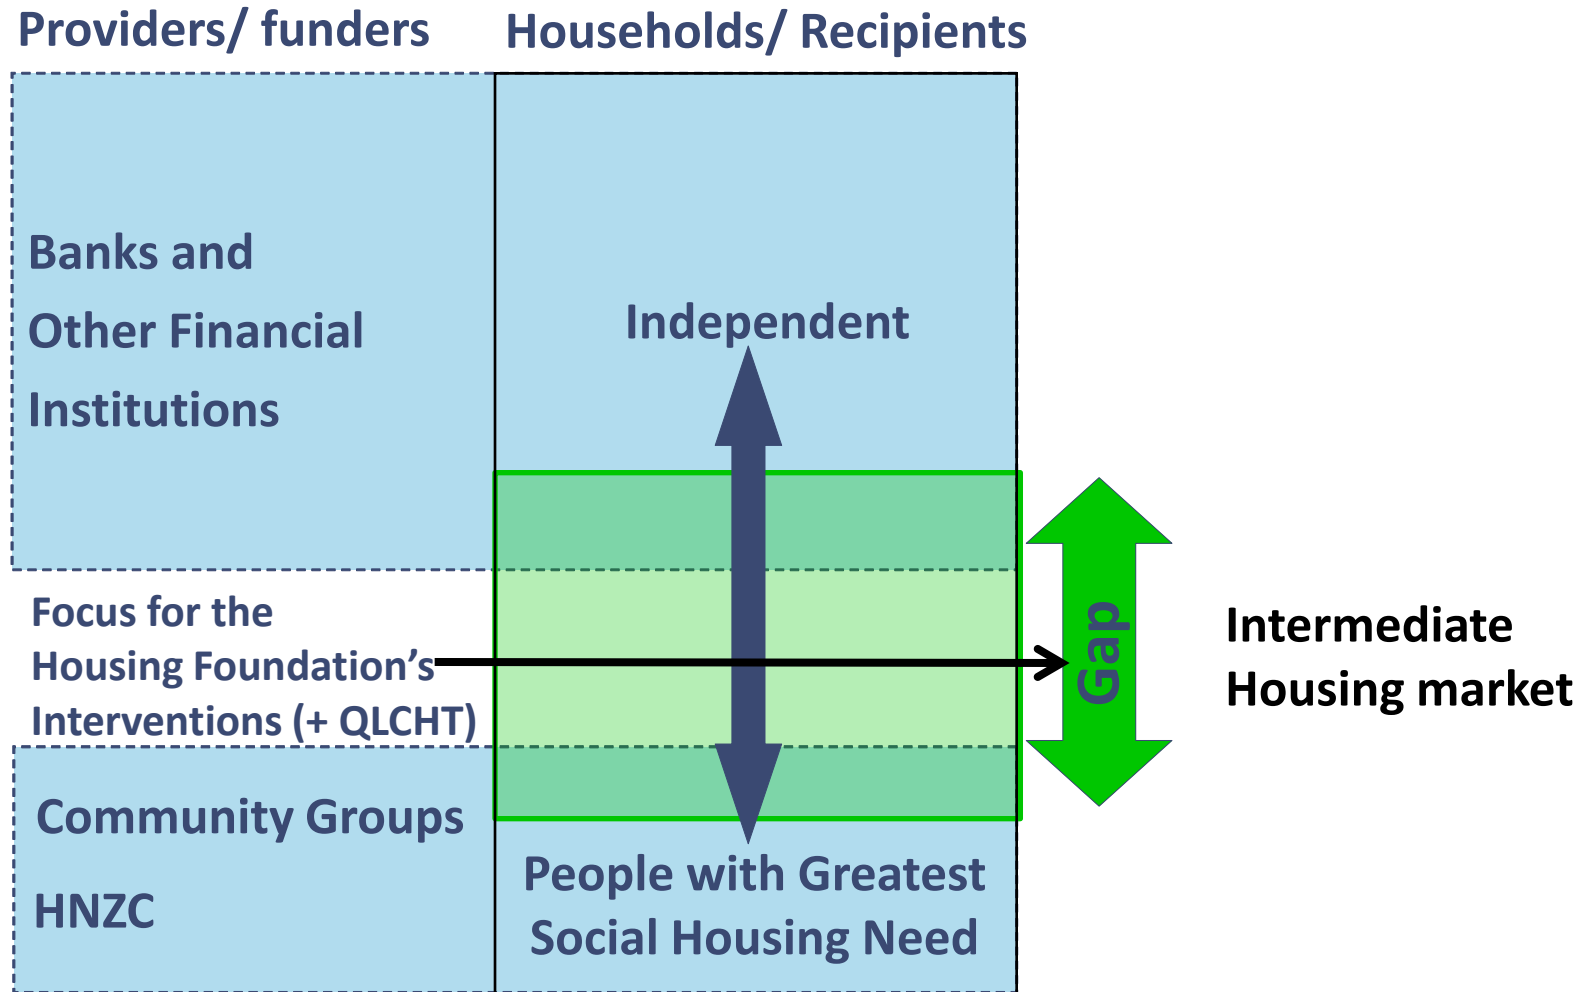 Providers/ funders
Households/ Recipients
Banks and
Other Financial
Institutions
Independent
Focus for the
Housing Foundation’s
Interventions (+ QLCHT)
Gap
Intermediate
Housing market
Community Groups
HNZC
People with Greatest
Social Housing Need